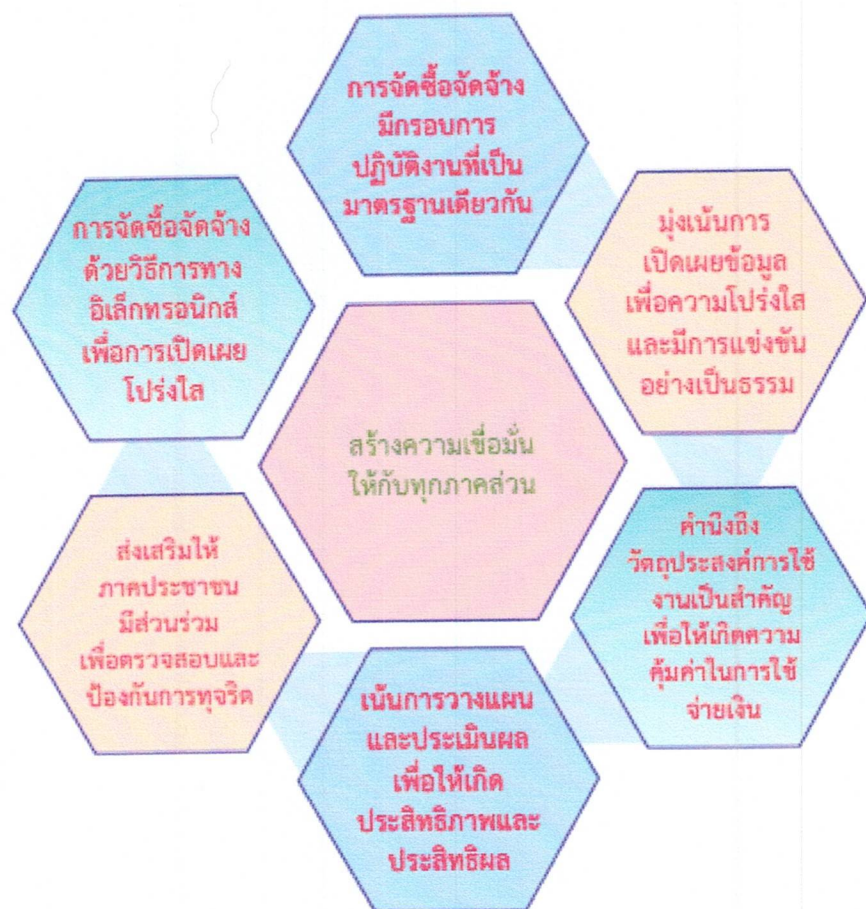 การจัดซื้อจัดจ้าง
มีกรอบการ
ปฏิบัติงานที่เป็น
มาตรฐานเดียวกัน
มุ่งเน้นการ
เปิดเผยข้อมูล
เพื่อความโปร่งใส
และมีการแข่งขัน
อย่างเป็นธรรม
คำนึงถึง
วัตถุประสงค์การใช้
งานเป็นสำคัญ
เพื่อให้เกิดความ
คุ้มค่าในการใช้
จ่ายเงิน
เน้นการวางแผน
และประเมินผล
เพื่อให้เกิด
ประสิทธิภาพและ
ประสิทธิผล
ส่งเสริมให้
ภาคประชาชน
มีส่วนร่วม
เพื่อตรวจสอบและ
ป้องกันการทุจริต
การจัดซื้อจัดจ้าง
ด้วยวิธีการทาง
อิเล็กทรอนิกส์
เพื่อการเปิดเผย
โปร่งใส
สร้างความเชื่อมั่น
ให้กับทุกภาคส่วน